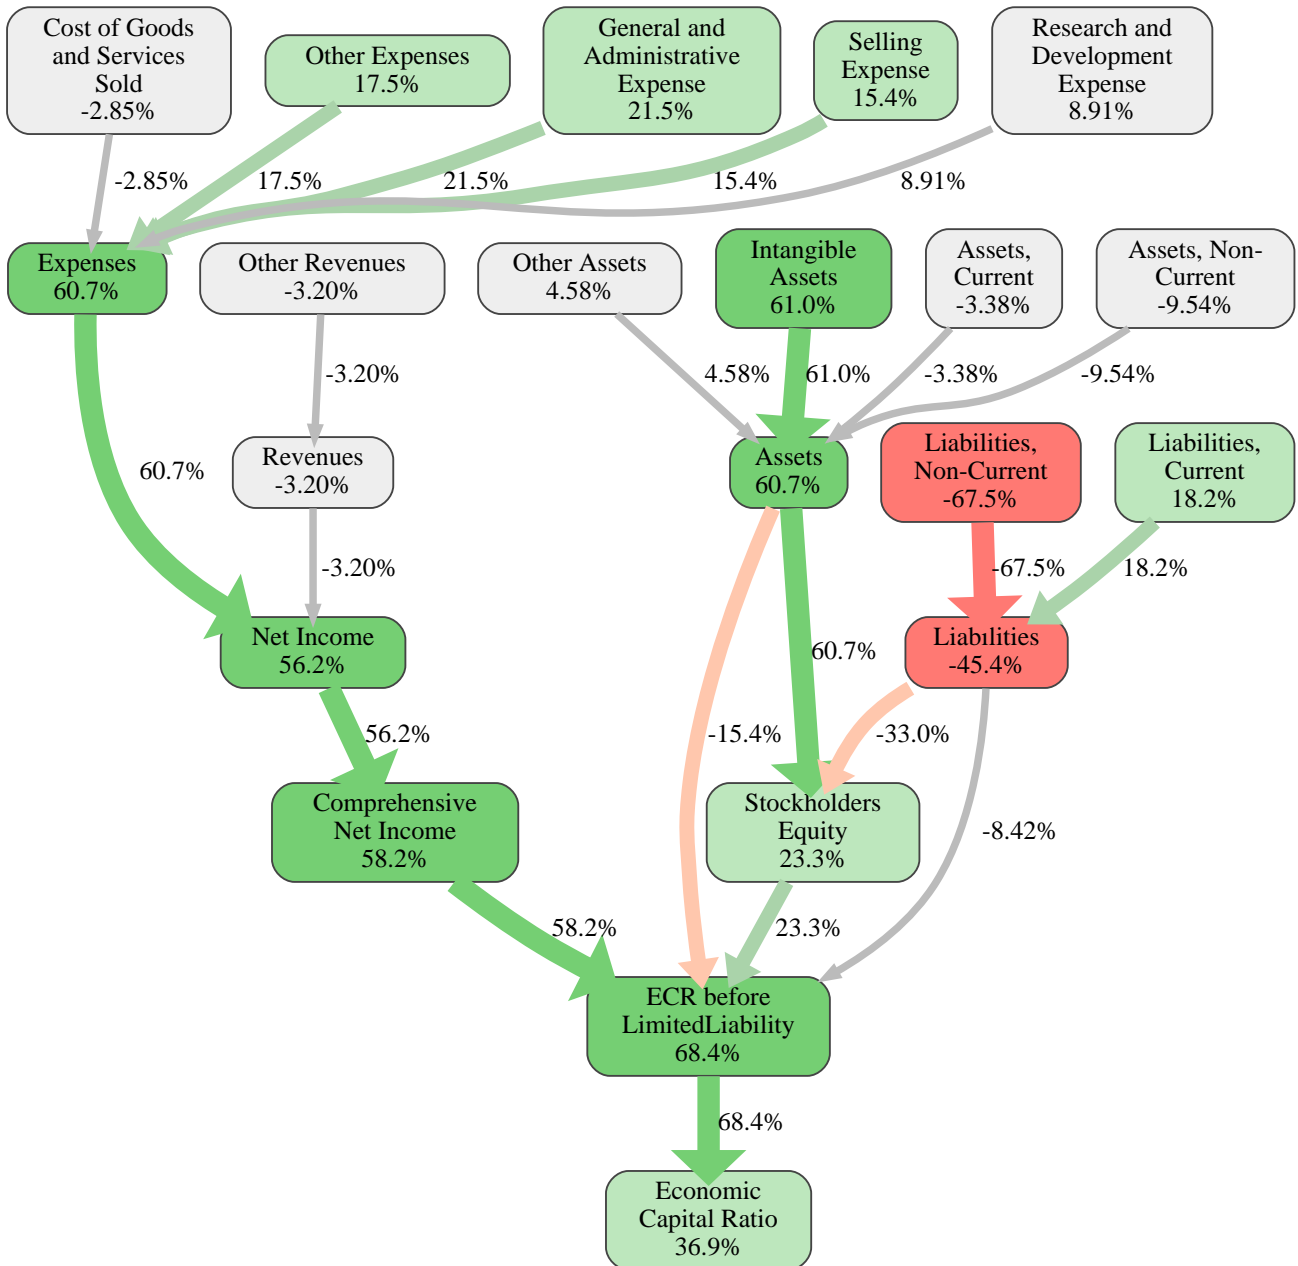 Cost of Goods
and Services
Sold
-2.85%
Other Expenses
17.5%
General and
Administrative
Expense
21.5%
Selling
Expense
15.4%
Research and
Development
Expense
8.91%
-2.85%
17.5%
21.5%
15.4%
8.91%
Expenses
60.7%
Other Revenues
-3.20%
Other Assets
4.58%
Intangible
Assets
61.0%
Assets,
Current
-3.38%
Assets, Non-
Current
-9.54%
-3.20%
4.58%
61.0%
-3.38%
-9.54%
60.7%
Revenues
-3.20%
Assets
60.7%
Liabilities,
Non-Current
-67.5%
Liabilities,
Current
18.2%
-3.20%
-67.5%
18.2%
Net Income
56.2%
60.7%
Liabilities
-45.4%
56.2%
-15.4%
-33.0%
Comprehensive
Net Income
58.2%
Stockholders
Equity
23.3%
-8.42%
58.2%
23.3%
ECR before
LimitedLiability
68.4%
68.4%
Economic
Capital Ratio
36.9%